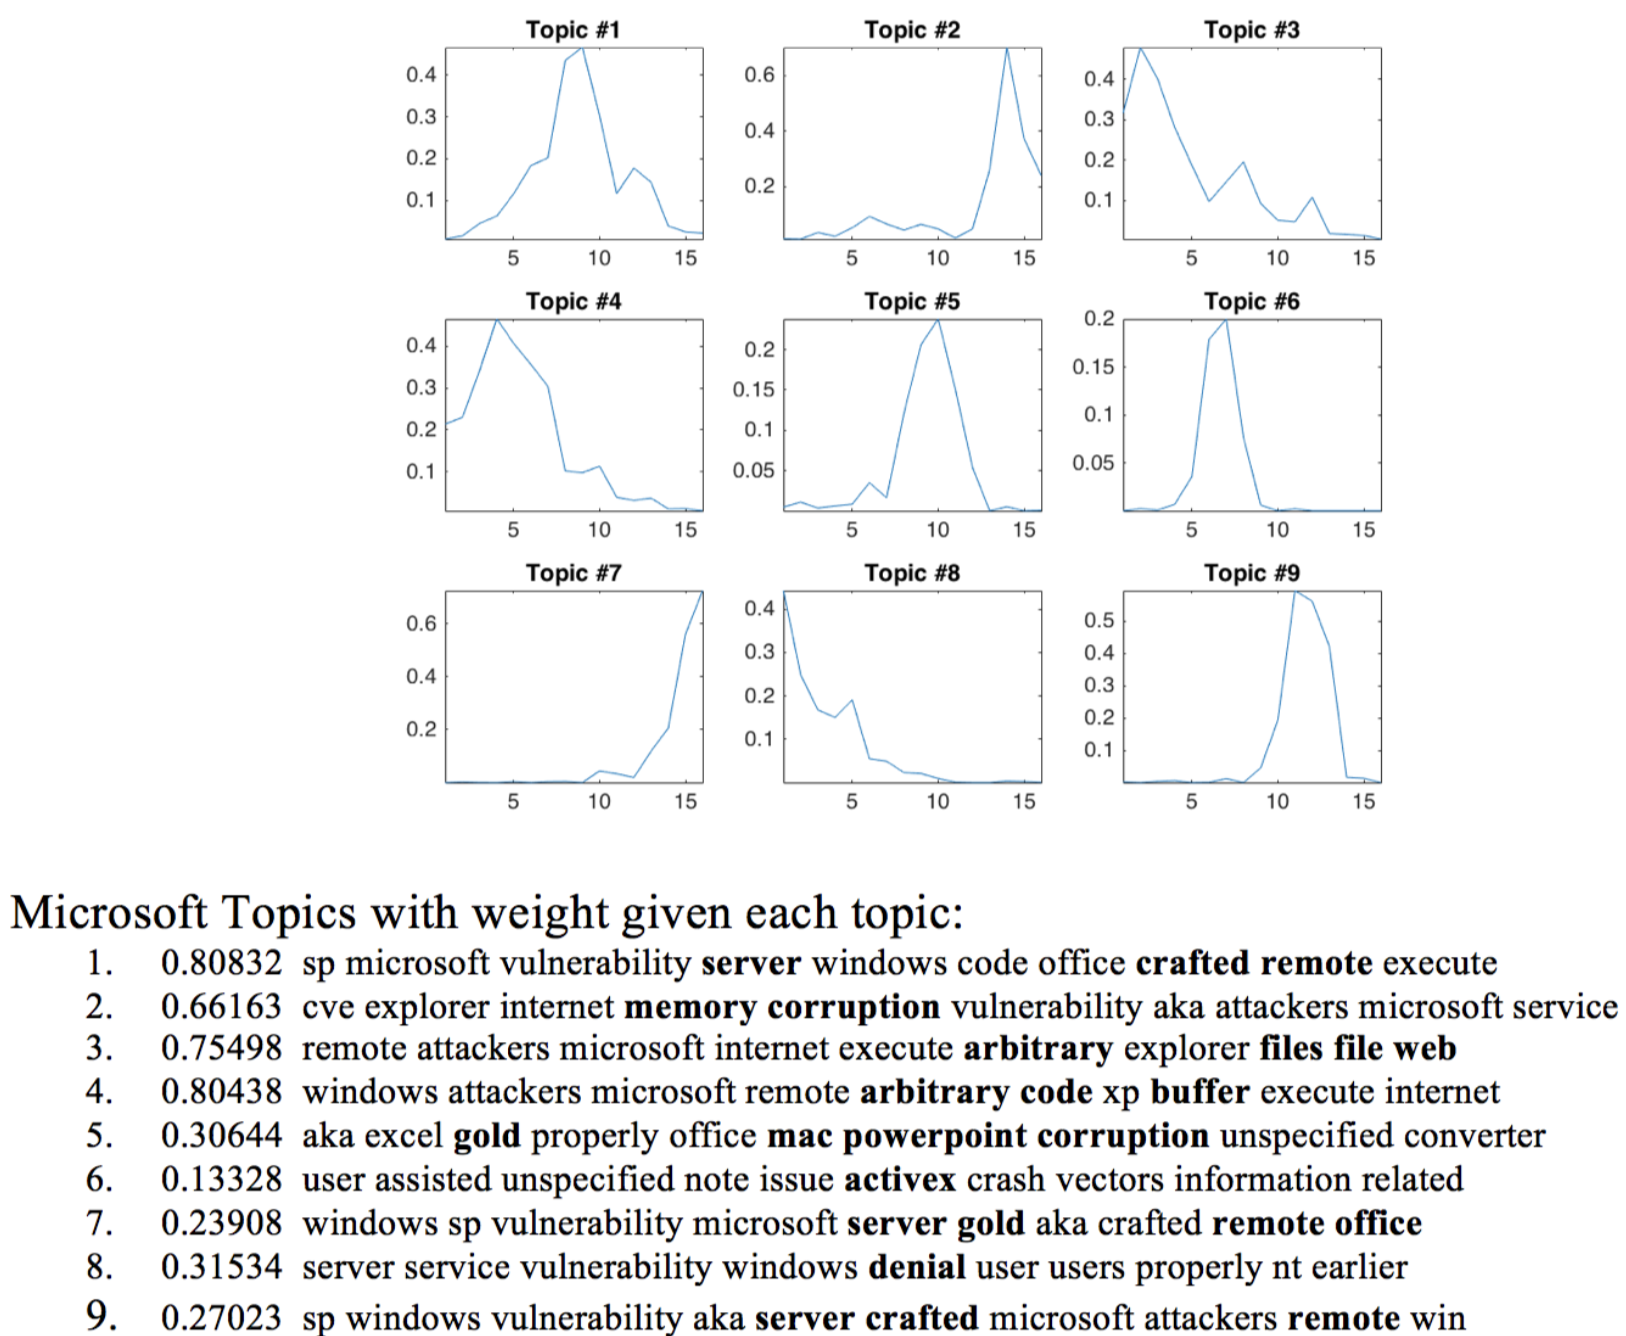 Topic #1 Topic #2 Topic #3
0.4 0.6 0.4
0.3 0.4 0.3
0.2 0.2 0.2
0.1 0.1
5 10 15 5 10 15 5 10 15
Topic #4 Topic #5 Topic #6
0.4 0.2 0.2
0.3 0.15 0.15
0.2 0.1 0.1
0.1 0.05 0.05
5 10 15 5 10 15 5 10 15
Topic #7 Topic #8 Topic #9
0.6 0.4 0.5
0.4 0.3 0.4
0.2 0.2 0.3
0.1 0.2
0.1
5 10 15 5 10 15 5 10 15
Microsoft Topics with weight given each topic:
1. 0.80832 sp microsoft vulnerability server windows code office crafted remote execute
2. 0.66163 cve explorer internet memory corruption vulnerability aka attackers microsoft service
3. 0.75498 remote attackers microsoft internet execute arbitrary explorer files file web
4. 0.80438 windows attackers microsoft remote arbitrary code xp buffer execute internet
5. 0.30644 aka excel gold properly office mac powerpoint corruption unspecified converter
6. 0.13328 user assisted unspecified note issue activex crash vectors information related
7. 0.23908 windows sp vulnerability microsoft server gold aka crafted remote office
8. 0.31534 server service vulnerability windows denial user users properly nt earlier
9. 0.27023 sp windows vulnerability aka server crafted microsoft attackers remote win